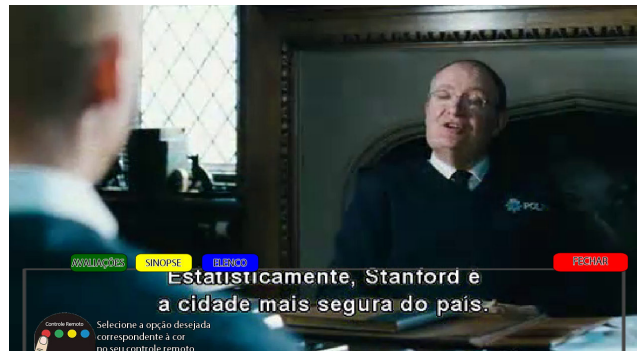 POL
AVALIAÇÕES SINOPSE ELENCO FECHAR
Estatisticamente, Stanford é
a cidade mais segura do país.
Controle Remoto
Selecione a opção desejada
correspondente à cor
no seu controle remoto